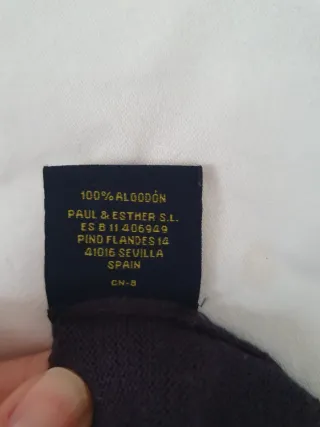 100% ALGODÓN
PAUL & ESTHER S.L.
ES B 11 406949
PINO FLANDES 14
41016 SEVILLA
SPAIN
CN-8